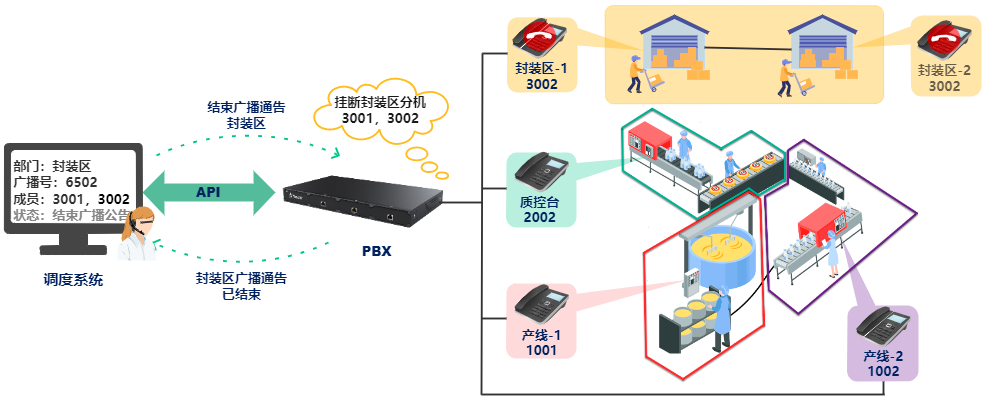 部门：封装区
广播号：6502
成员：3001，3002
状态：结束广播公告
调度系统
结束广播通告
封装区
API
封装区广播通告
已结束
挂断封装区分机
3001，3002
PBX
封装区-1
3002
封装区-2
3002
质控台
2002
产线-1
1001
产线-2
1002